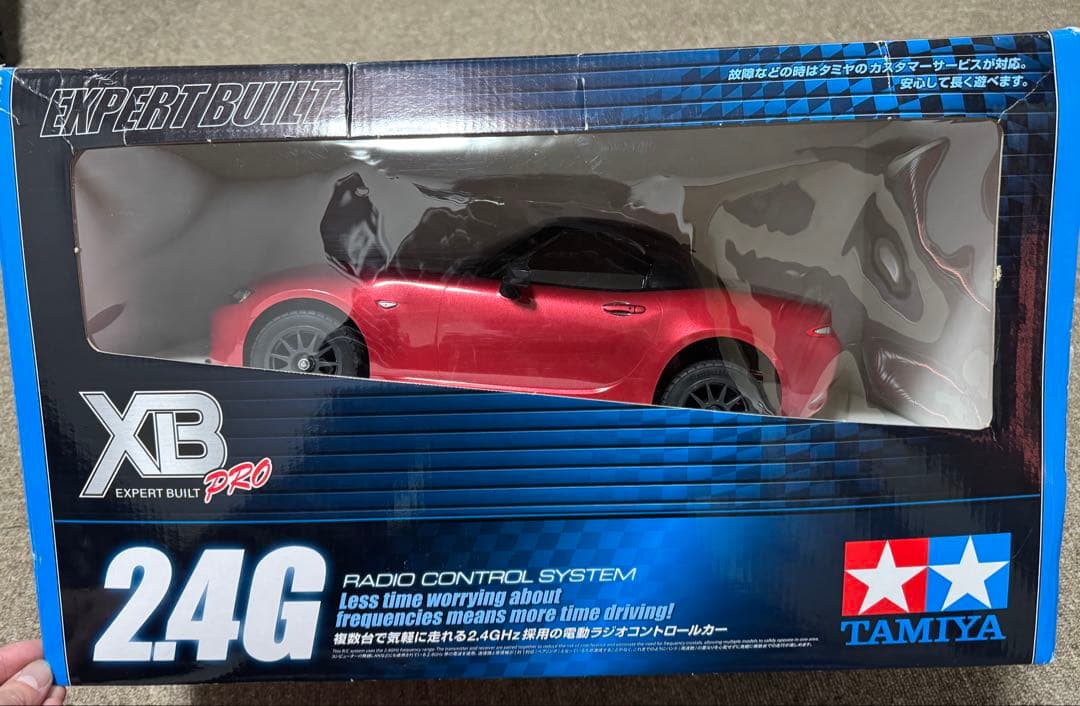 EXPERT BUILT
故障などの時はタミヤのカスタマーサービスが対応。
安心して長く遊べます。
XB
EXPERT BUILT PRO
2.4G
RADIO CONTROL SYSTEM
Less time worrying about
frequencies means more time driving!
複数台で気軽に走れる2.4GHz採用の電動ラジオコントロールカー
TAMIYA